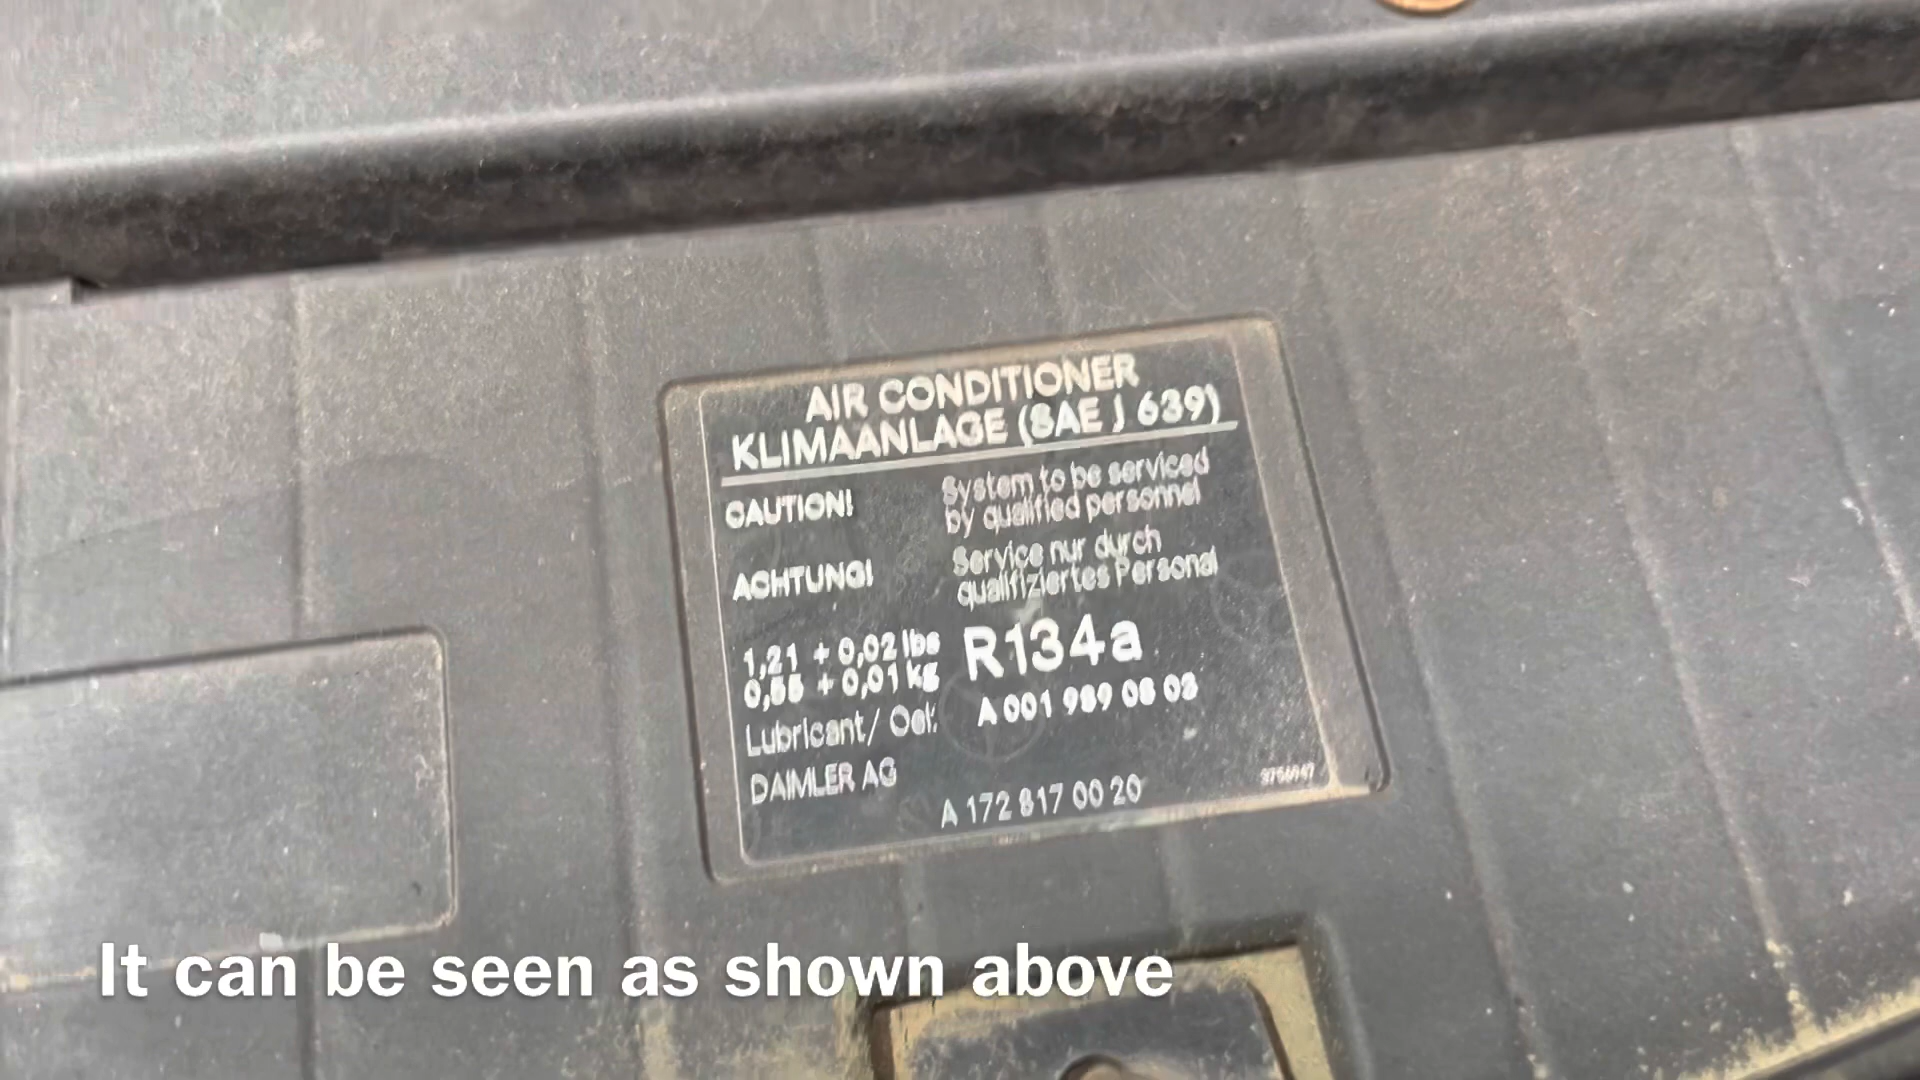 AIR CONDITIONER
KLIMAANLAGE (SAE J 639)
CAUTION! System to be serviced
by qualified personnel
ACHTUNG! Service nur durch
qualifiziertes Personal
1,21 + 0,02 lbs R134a
0,55 + 0,01 kg
Lubricant/ Oel: A 001 989 08 03
DAIMLER AG
A 172 817 00 20
It can be seen as shown above